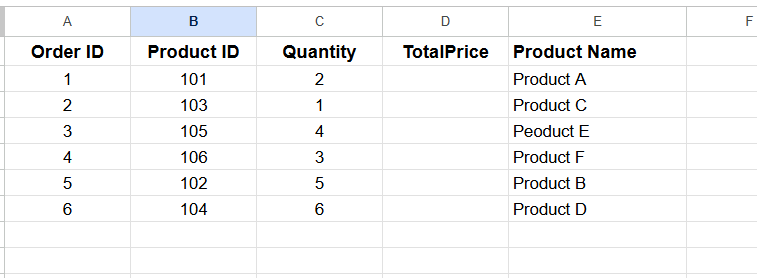 A B C D E F
Order ID Product ID Quantity TotalPrice Product Name
1 101 2 Product A
2 103 1 Product C
3 105 4 Peoduct E
4 106 3 Product F
5 102 5 Product B
6 104 6 Product D